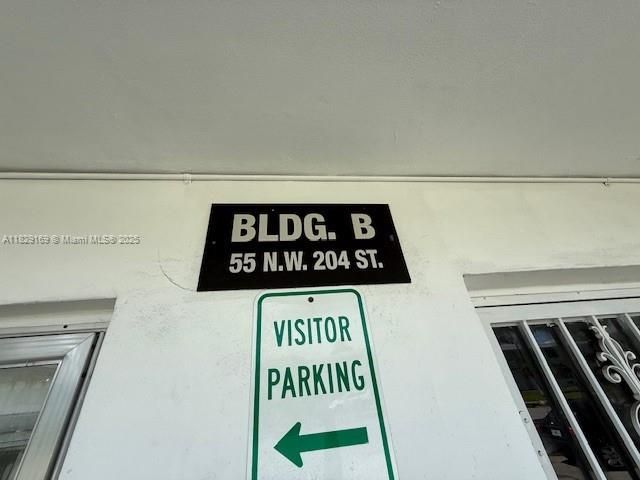 BLDG. B
55 N.W. 204 ST.
A11829169 © Miami MLS® 2025
VISITOR
PARKING